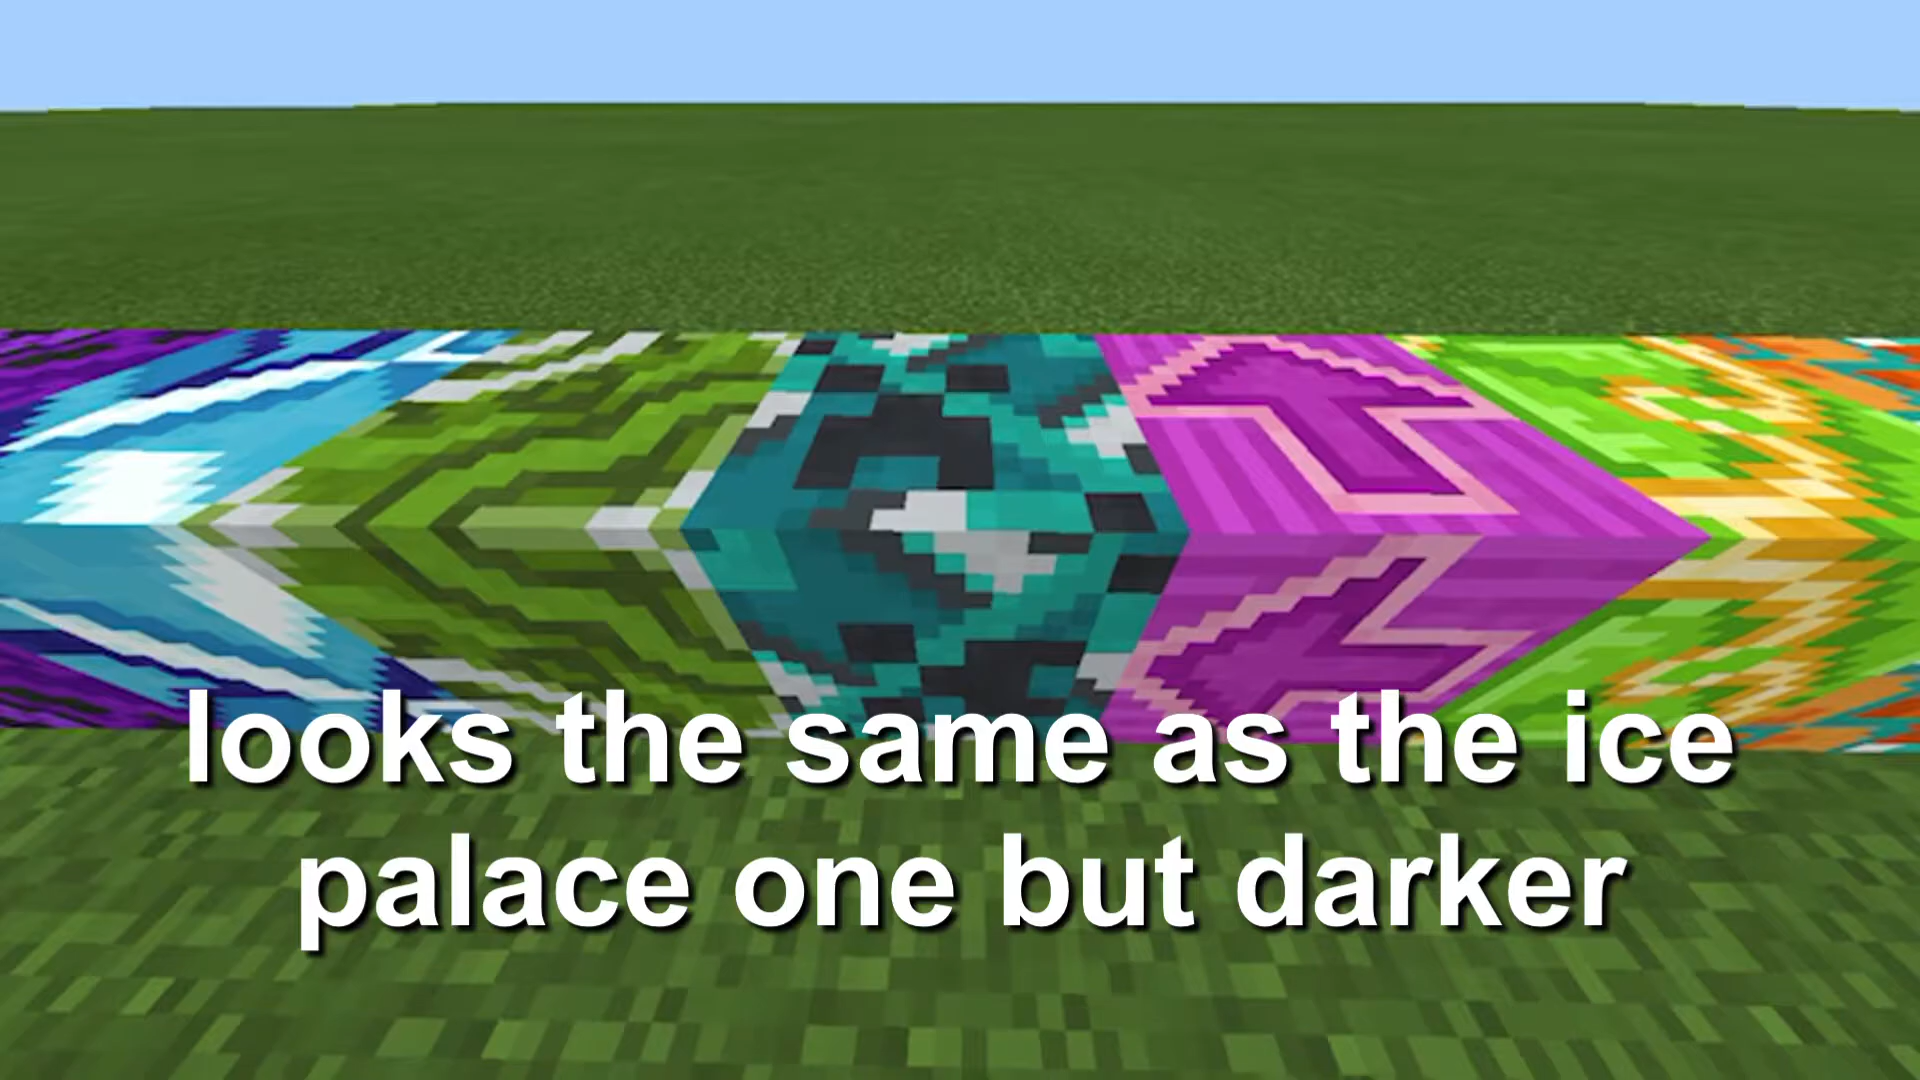 looks the same as the ice
palace one but darker